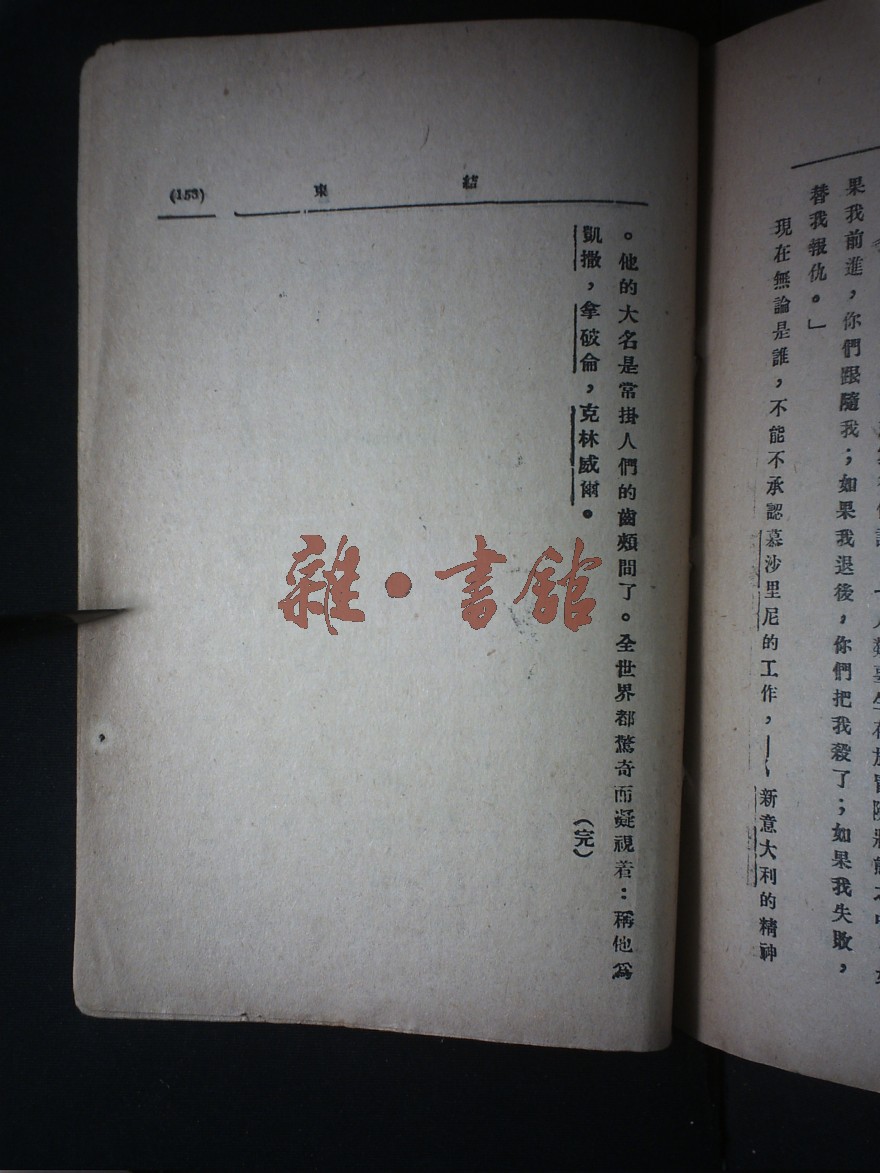 果我前進，你們跟隨我；如果我退後，你們把我殺了；如果我失敗，
替我報仇。」
現在無論是誰，不能不承認慕沙里尼的工作，新意大利的精神
結束
(153)
。他的大名是常掛人們的齒頰間了。全世界都驚奇而凝視着：稱他爲
凱撒，拿破侖，克林威爾。
（完）
雜·書館